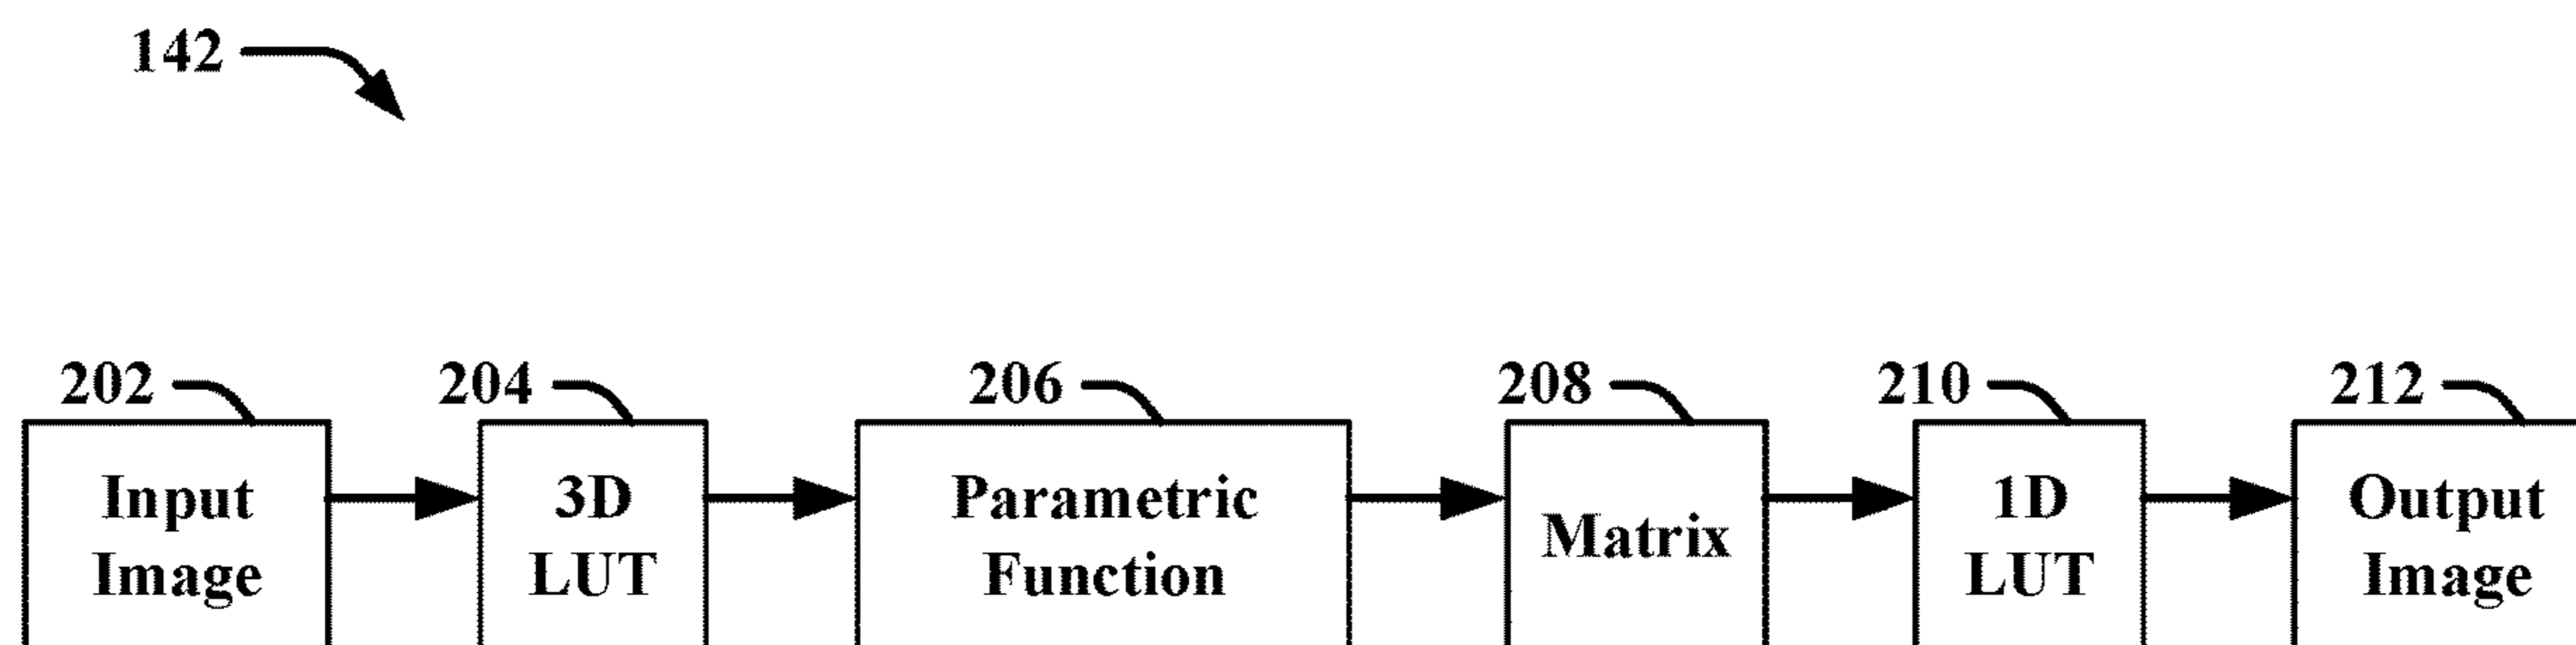 142
202
204
206
208
210
212
Input
Image
3D
LUT
Parametric
Function
Matrix
1D
LUT
Output
Image